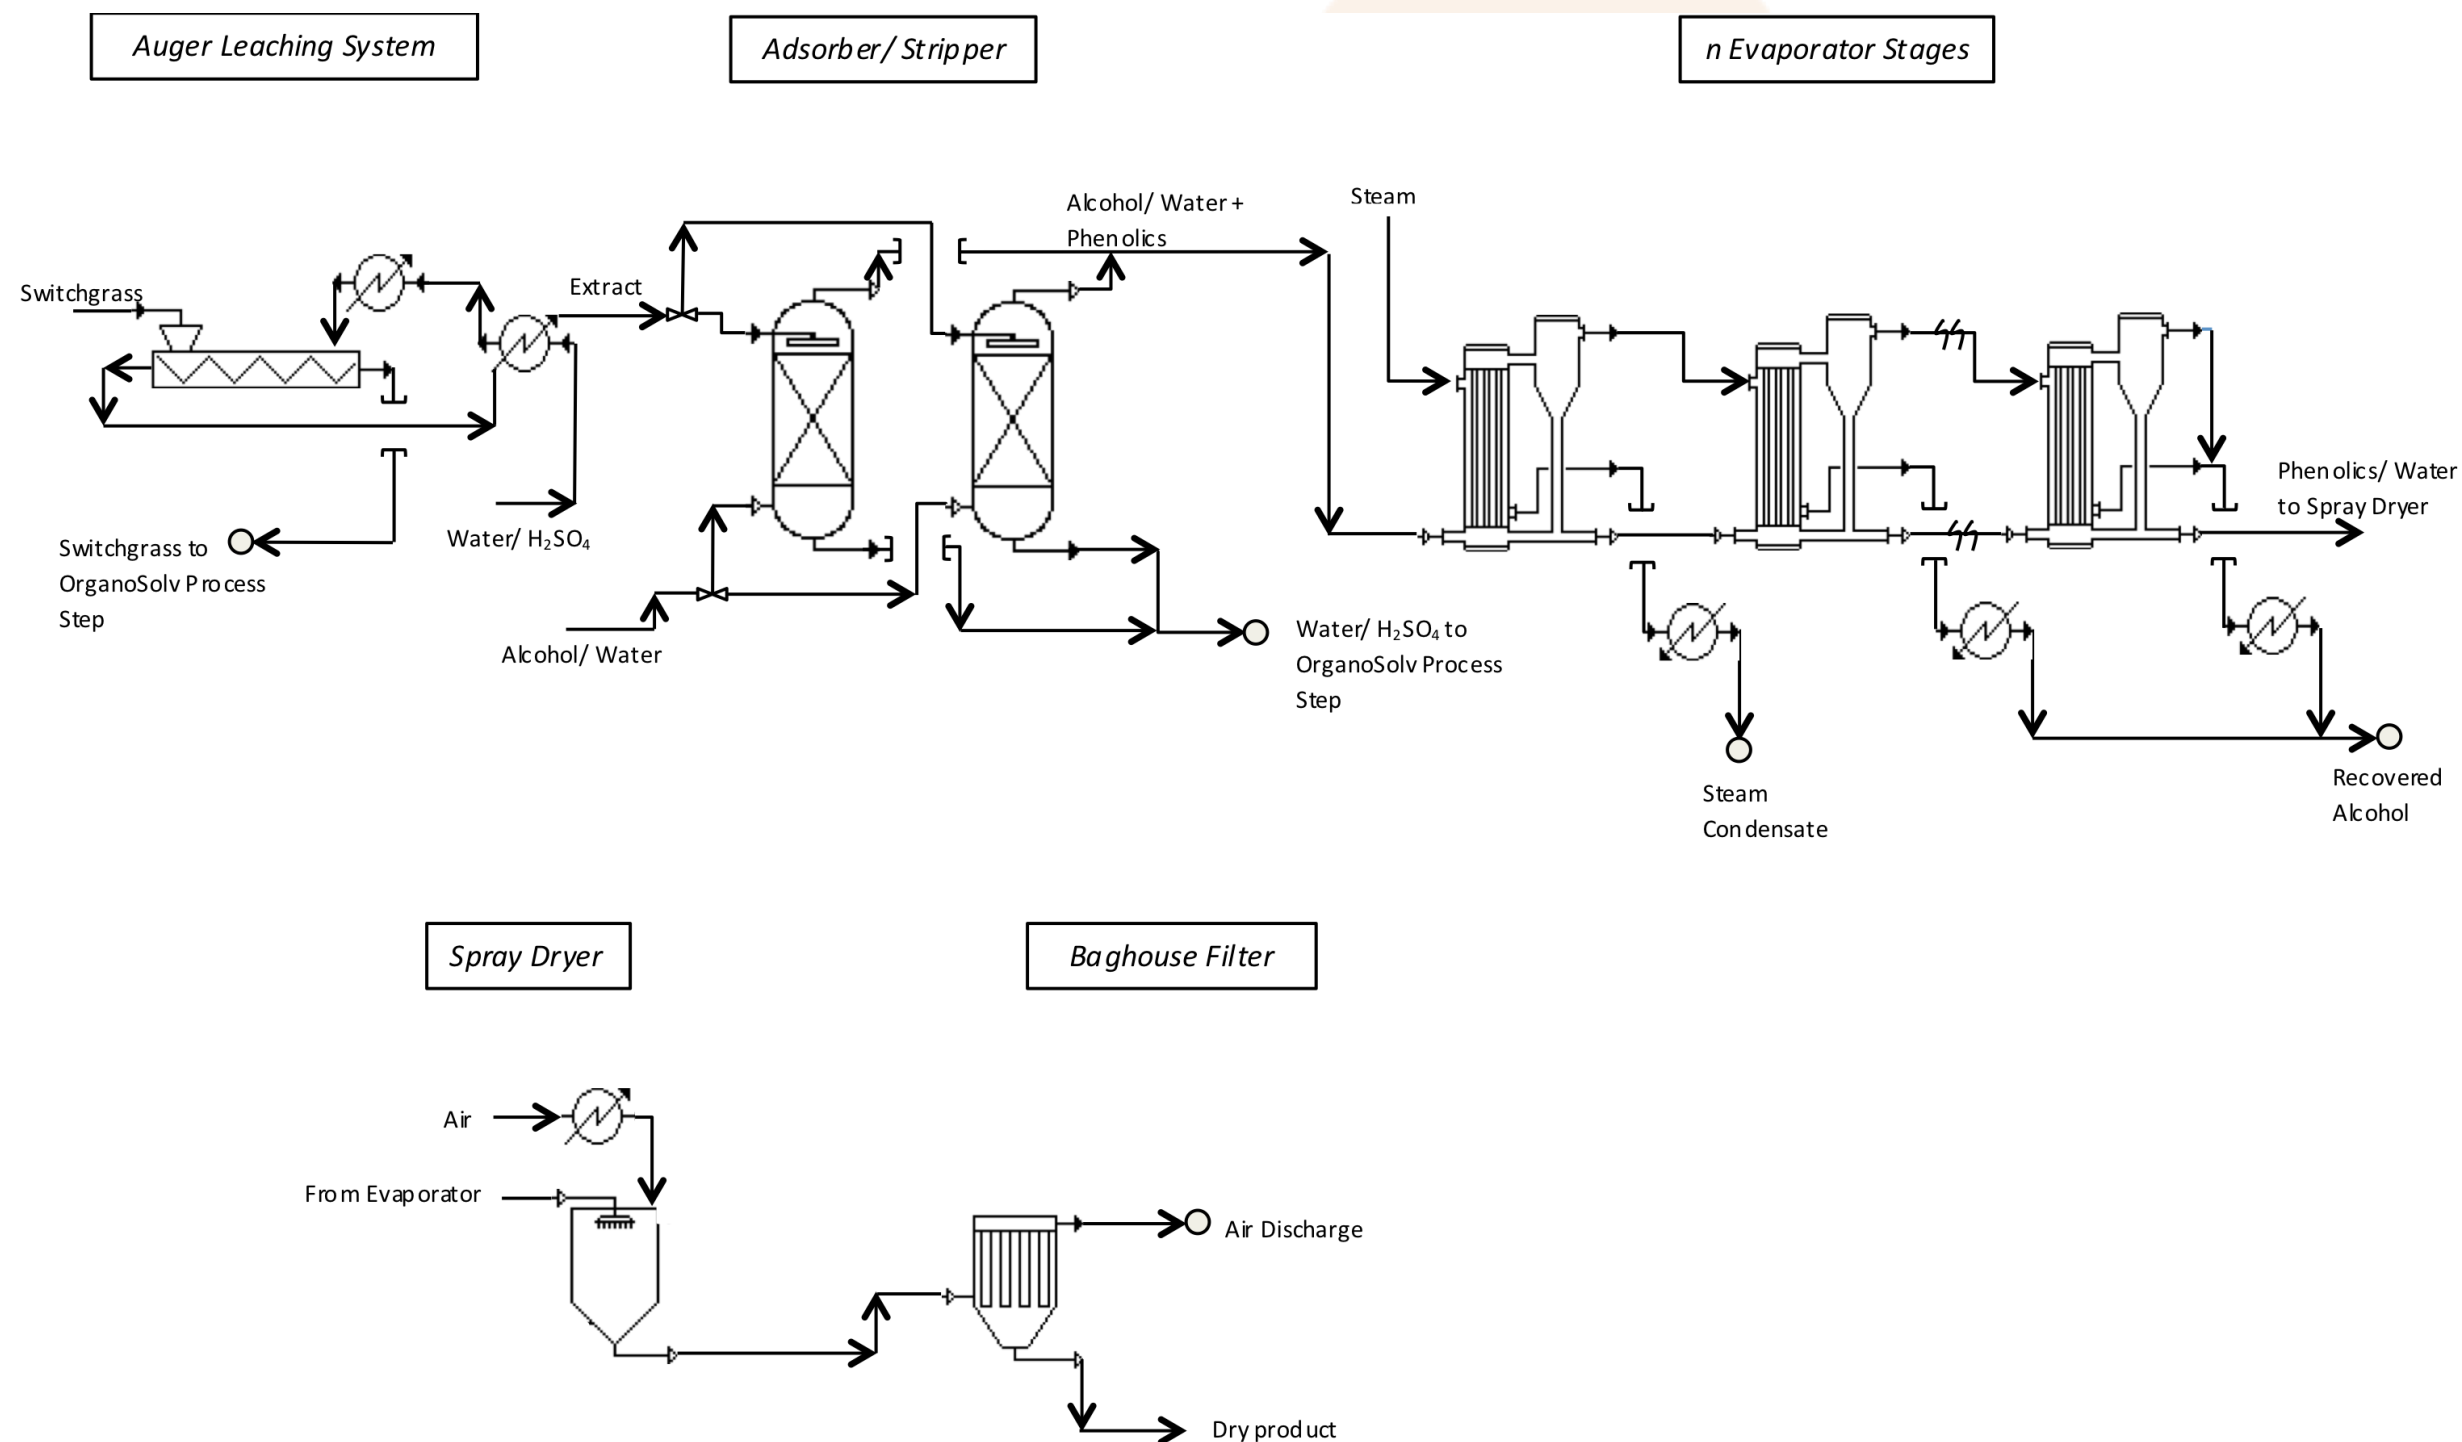 Auger Leaching System
Adsorber/ Stripper
n Evaporator Stages
Alcohol/ Water +
Phenolics
Steam
Switchgrass
Extract
Water/ H₂SO₄
Switchgrass to
OrganoSolv Process
Step
Alcohol/ Water
Water/ H₂SO₄ to
OrganoSolv Process
Step
Phenolics/ Water
to Spray Dryer
Steam
Condensate
Recovered
Alcohol
Spray Dryer
Baghouse Filter
Air
From Evaporator
Air Discharge
Dry product